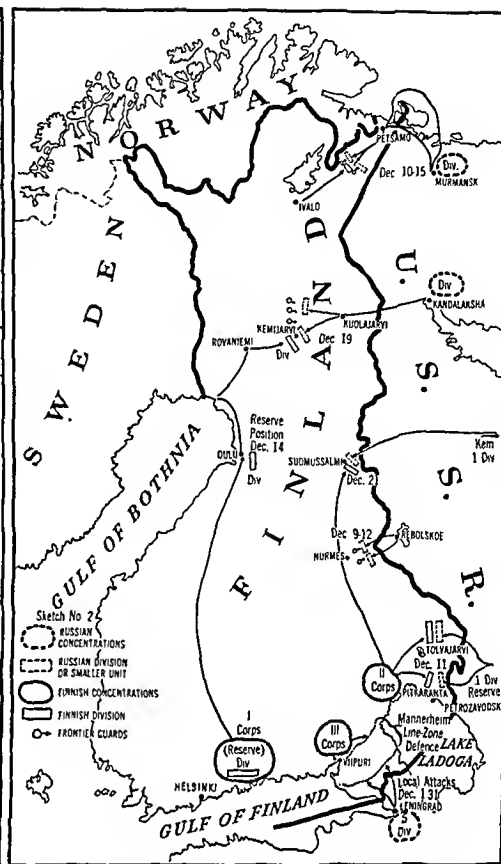 NORWAY
PETSAMO
Dec 10-15
Div.
MURMANSK
IVALO
SWEDEN
FINLAND
U.S.S.R.
Div
KANDALAKSHA
KUOLAJARVI
KEMIJARVI
Dec 19
Div
ROVANIEMI
Reserve
Position
Dec. 14
OULU
Div
Kem
1 Div
SUOMUSSALMI
Dec. 21
GULF OF BOTHNIA
Dec 9-12
REBOLSKOE
NURMES
Sketch No 2
RUSSIAN
CONCENTRATIONS
RUSSIAN DIVISION
OR SMALLER UNIT
FINNISH CONCENTRATIONS
FINNISH DIVISION
FRONTIER GUARDS
TOLVAJARVI
Dec. 11
II
Corps
1 Div
Reserve
PITKARANTA
PETROZAVODSK
I
Corps
(Reserve)
Div
III
Corps
VIIPURI
Mannerheim
Line-Zone
Defence
LAKE
LADOGA
Local Attacks
Dec. 1-31
HELSINKI
LENINGRAD
GULF OF FINLAND
5
Div